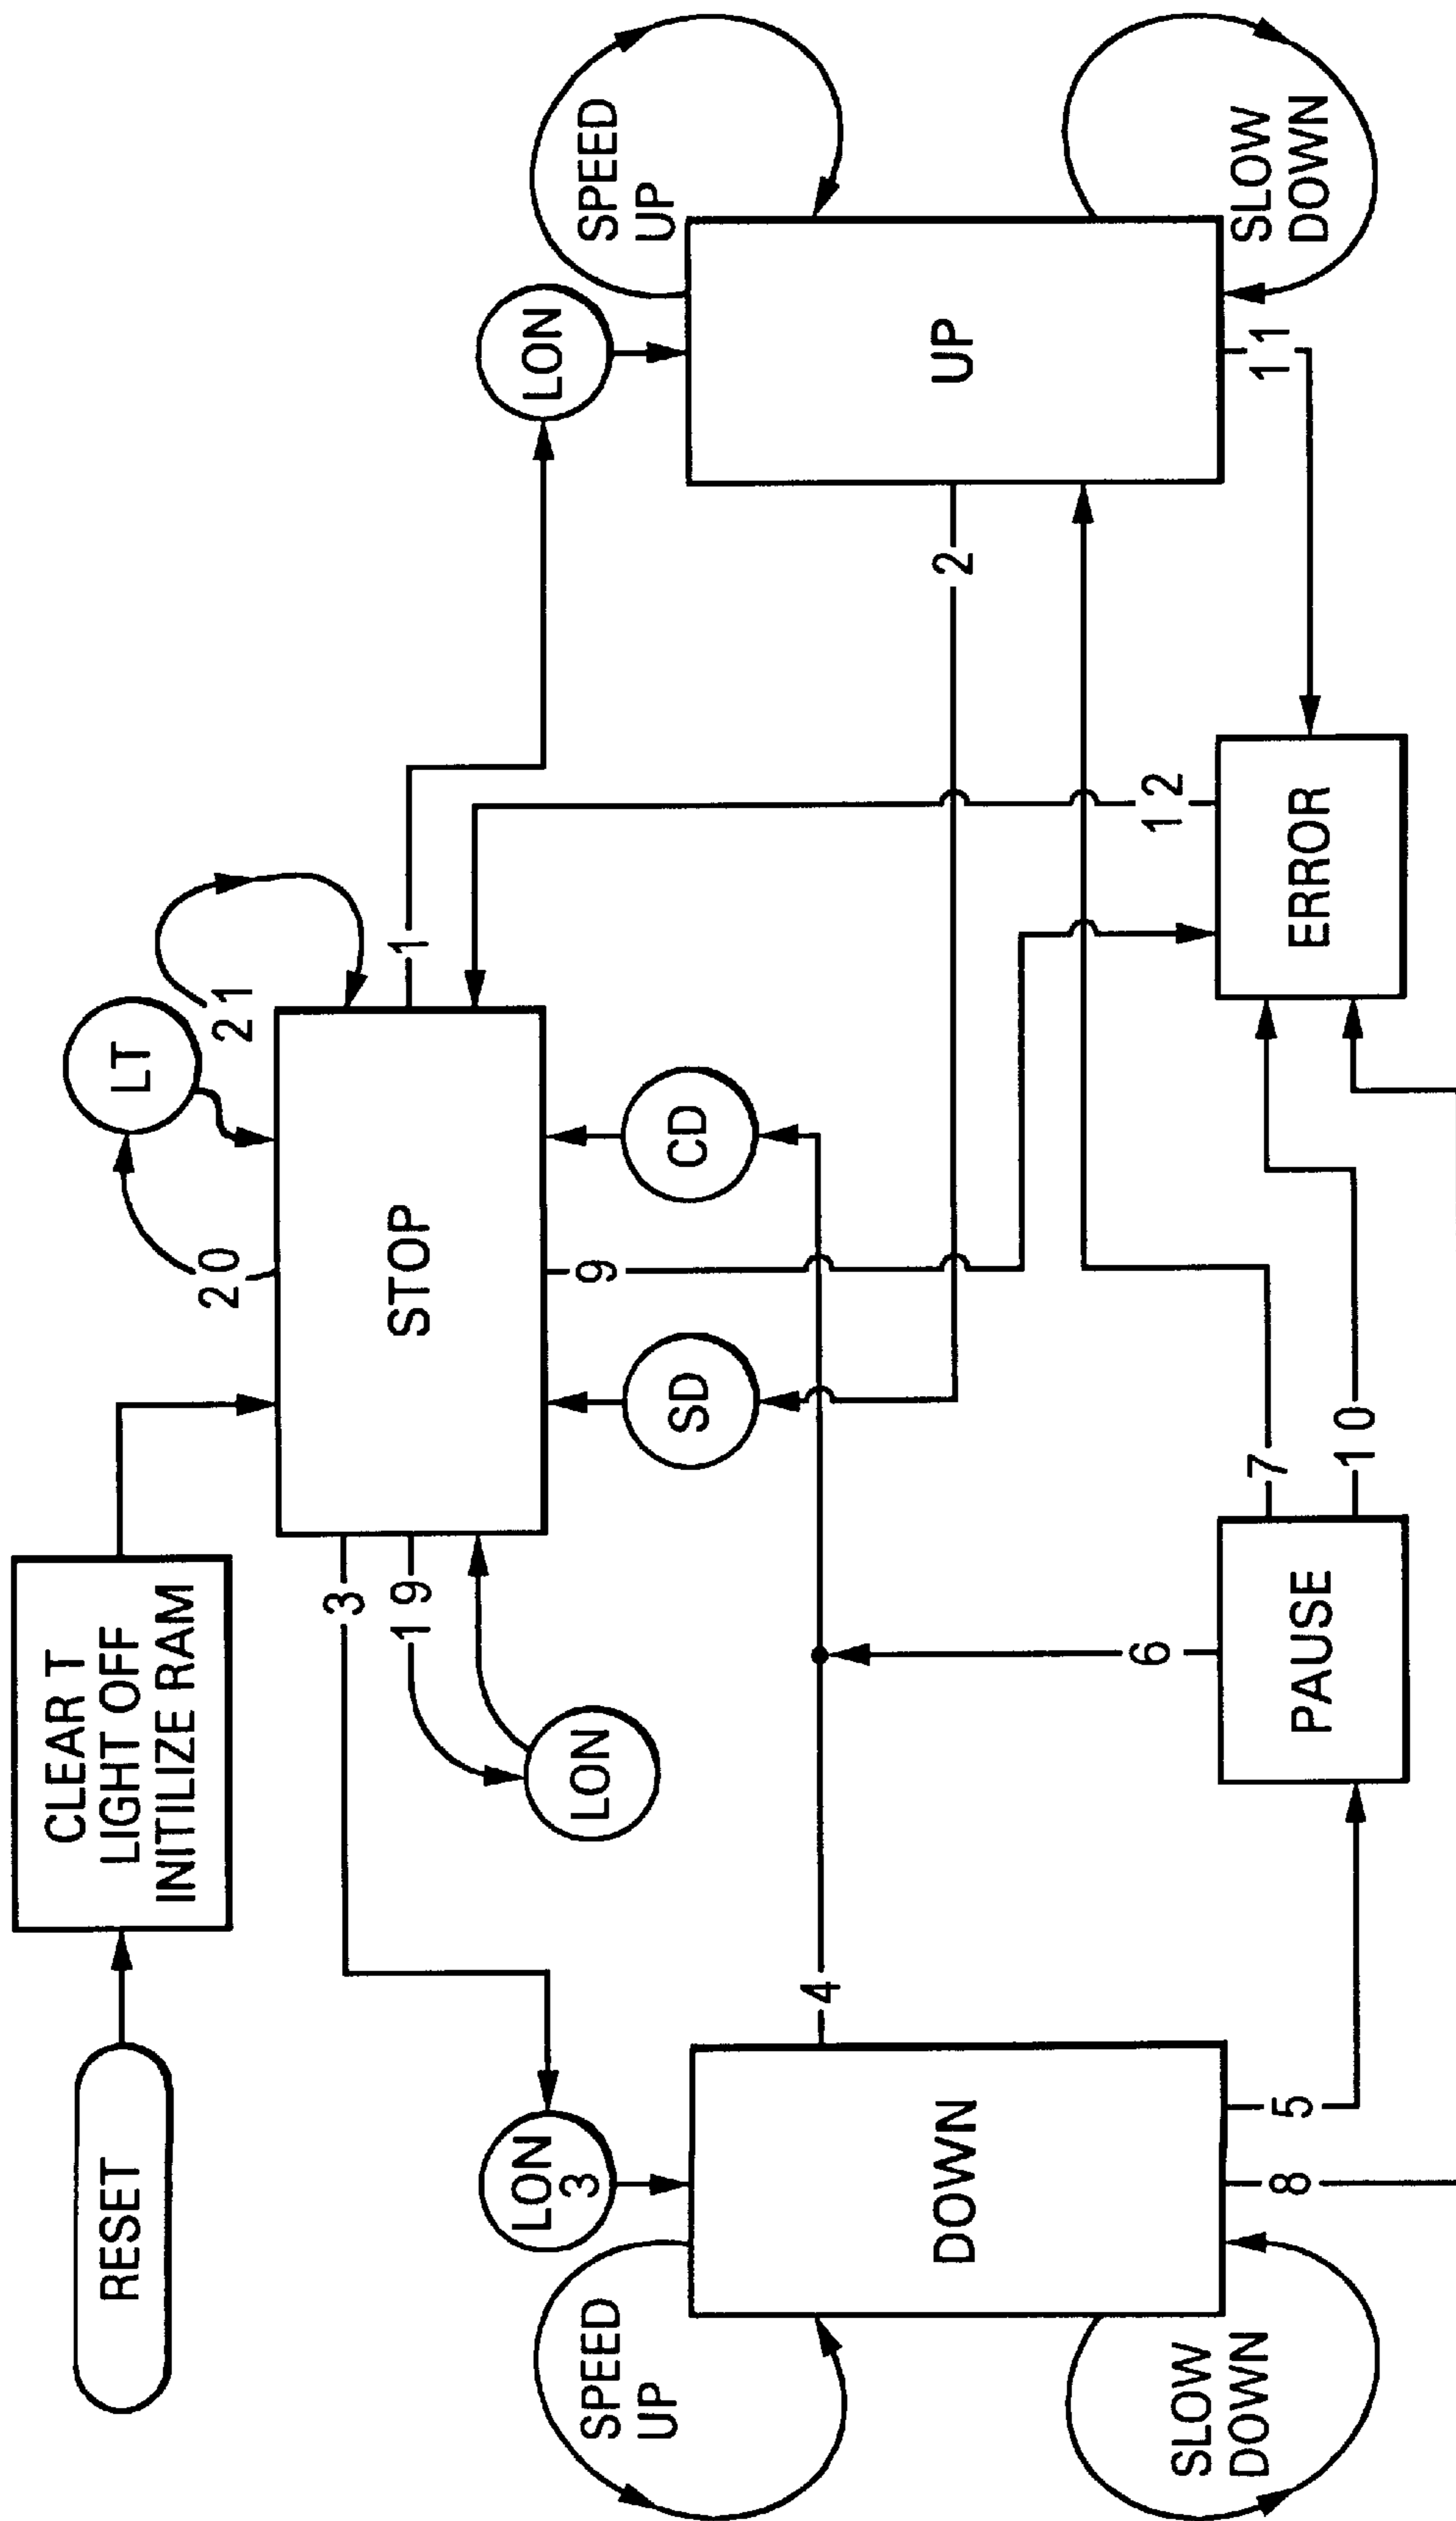 RESET
CLEAR T
LIGHT OFF
INITILIZE RAM
20
LT
21
STOP
3
19
LON
1
LON
LON
3
SD
9
CD
SPEED
UP
DOWN
SLOW
DOWN
4
5
8
6
PAUSE
7
10
12
ERROR
2
SPEED
UP
UP
11
SLOW
DOWN